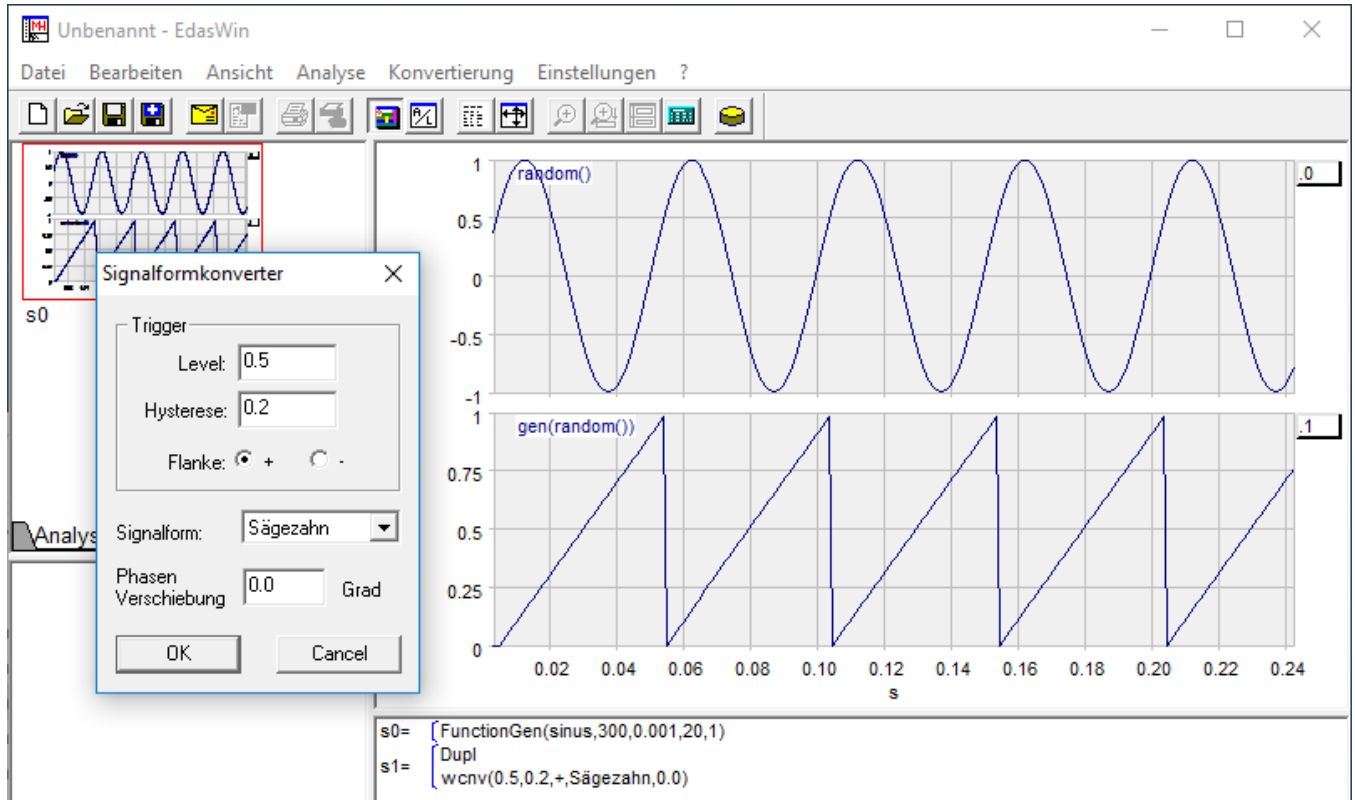 Unbenannt - EdasWin
Datei Bearbeiten Ansicht Analyse Konvertierung Einstellungen ?
s0
Analys
Signalformkonverter
Trigger
Level: 0.5
Hysterese: 0.2
Flanke: + -
Signalform: Sägezahn
Phasen
Verschiebung 0.0 Grad
OK Cancel
1
random()
.0
0.5
0
-0.5
-1
1
gen(random())
.1
0.75
0.5
0.25
0
0.02 0.04 0.06 0.08 0.10 0.12 0.14 0.16 0.18 0.20 0.22 0.24
s
s0= FunctionGen(sinus,300,0.001,20,1)
s1= Dupl
wcnv(0.5,0.2,+,Sägezahn,0.0)